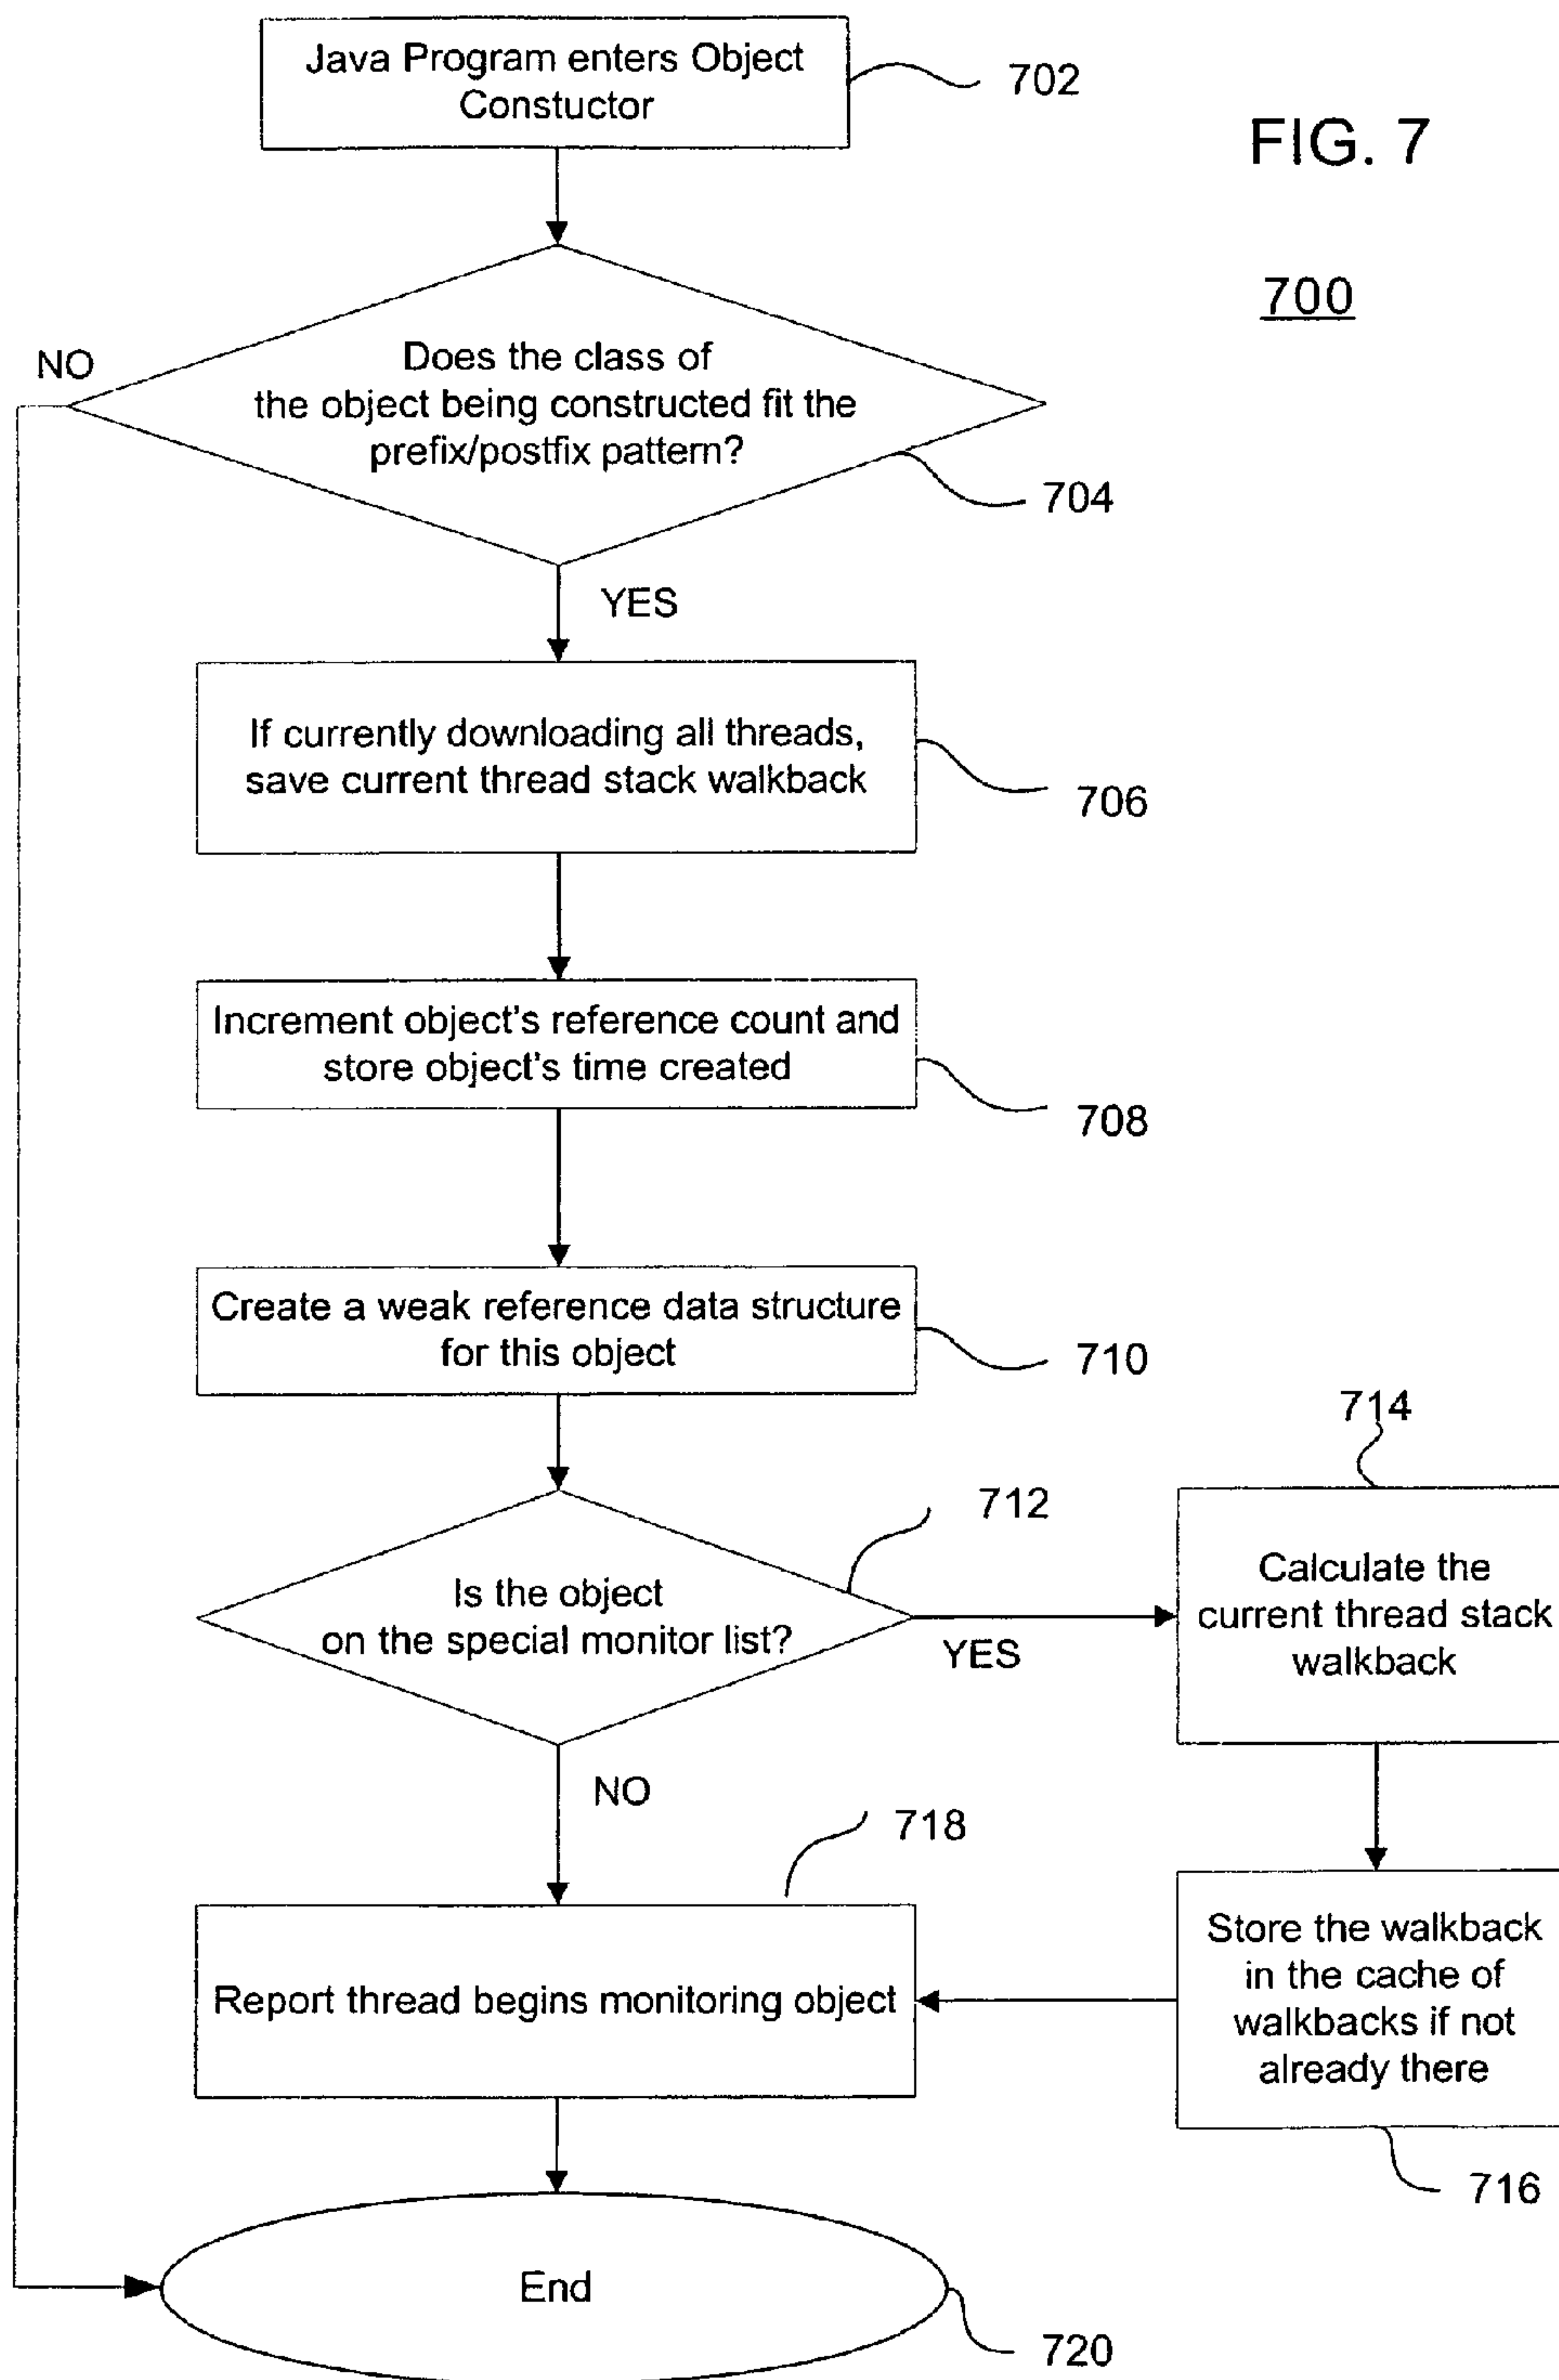 Java Program enters Object
Constuctor
702
FIG. 7
700
NO
Does the class of
the object being constructed fit the
prefix/postfix pattern?
704
YES
If currently downloading all threads,
save current thread stack walkback
706
Increment object's reference count and
store object's time created
708
Create a weak reference data structure
for this object
710
712
Is the object
on the special monitor list?
YES
714
Calculate the
current thread stack
walkback
NO
718
Report thread begins monitoring object
Store the walkback
in the cache of
walkbacks if not
already there
716
End
720